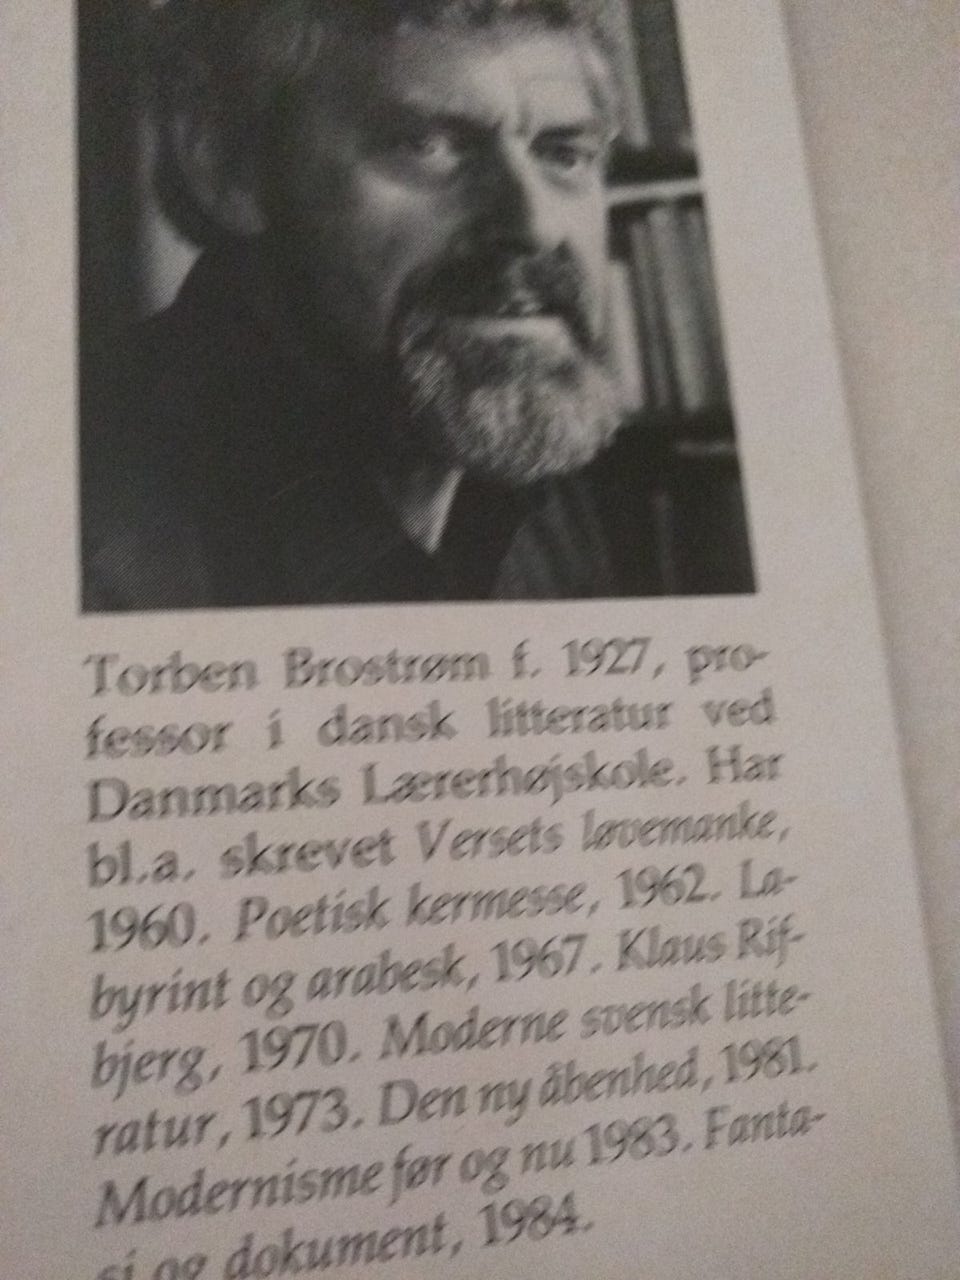 Torben Brostrøm f. 1927, pro-
fessor i dansk litteratur ved
Danmarks Lærerhøjskole. Har
bl.a. skrevet Versets løvemanke,
1960. Poetisk kermesse, 1962. La-
byrint og arabesk, 1967. Klaus Rif-
bjerg, 1970. Moderne svensk litte-
ratur, 1973. Den ny åbenhed, 1981.
Modernisme før og nu 1983. Fanta-
si og dokument, 1984.